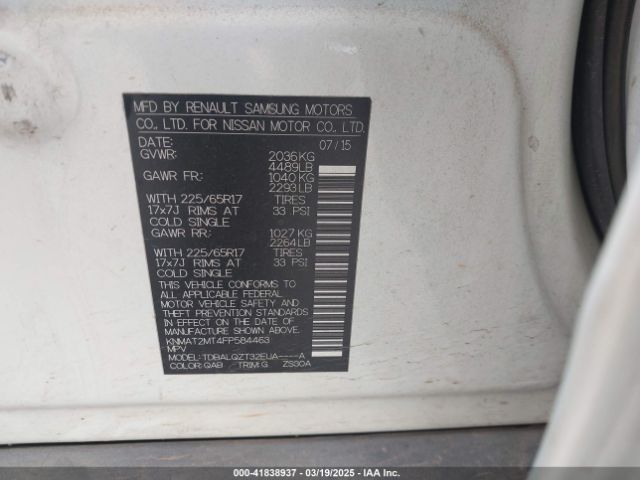 MFD BY RENAULT SAMSUNG MOTORS
CO., LTD. FOR NISSAN MOTOR CO., LTD.
DATE: 07/15
GVWR: 2036KG
4489LB
GAWR FR: 1040KG
2293LB
WITH 225/65R17 TIRES
17x7J RIMS AT 33 PSI
COLD SINGLE
GAWR RR: 1027 KG
2264LB
WITH 225/65R17 TIRES
17x7J RIMS AT 33 PSI
COLD SINGLE
THIS VEHICLE CONFORMS TO
ALL APPLICABLE FEDERAL
MOTOR VEHICLE SAFETY AND
THEFT PREVENTION STANDARDS
IN EFFECT ON THE DATE OF
MANUFACTURE SHOWN ABOVE.
KNMAT2MT4FP584463
MPV
MODEL: TDBALQZT32EUA----A
COLOR: QAB TRIM: G ZS30A
000-41838937 - 03/19/2025 - IAA Inc.